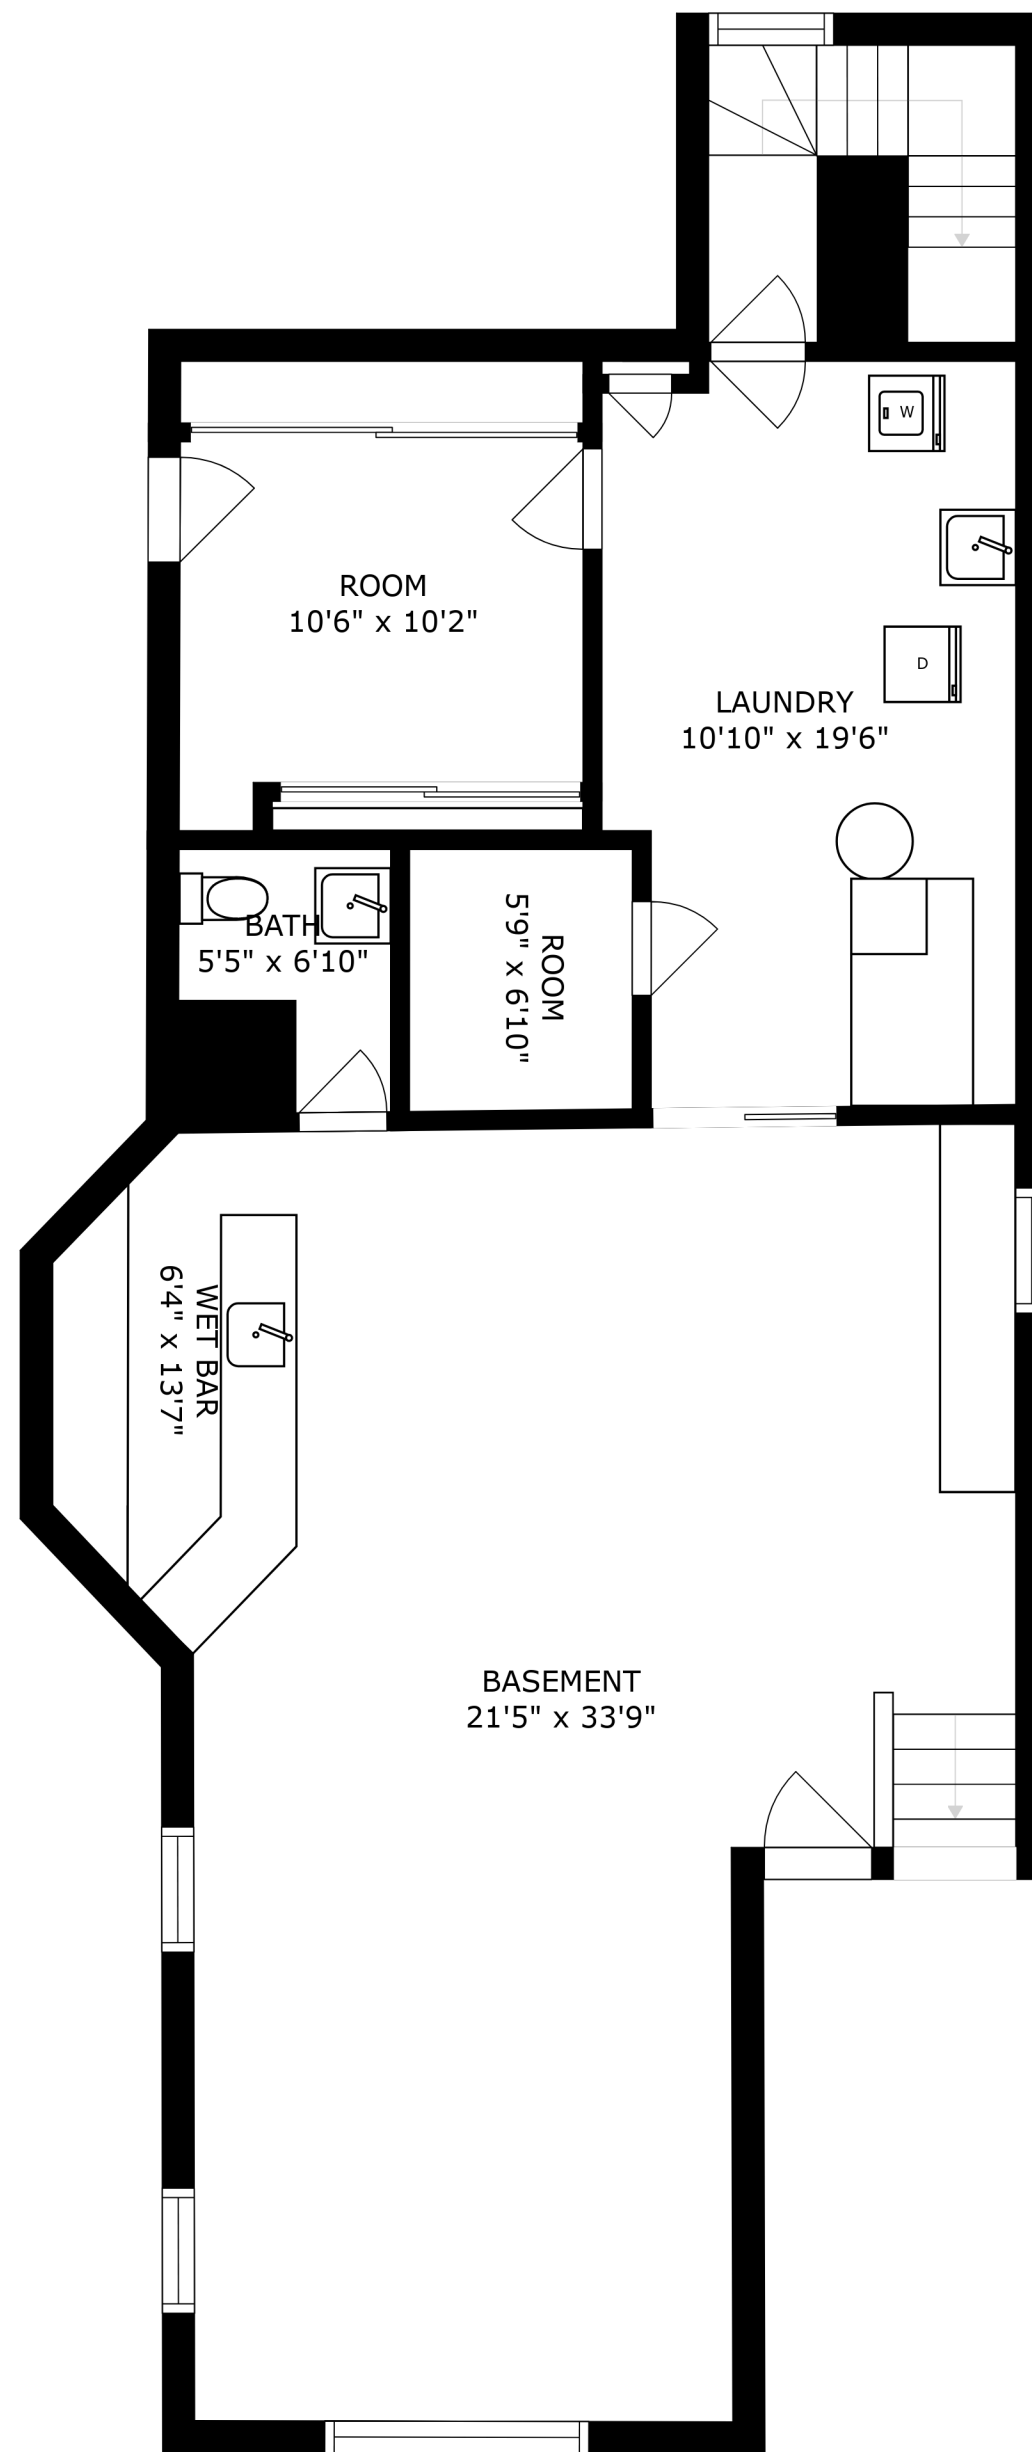 W
ROOM
10'6" x 10'2"
D
LAUNDRY
10'10" x 19'6"
BATH
5'5" x 6'10"
ROOM
5'9" x 6'10"
WET BAR
6'4" x 13'7"
BASEMENT
21'5" x 33'9"